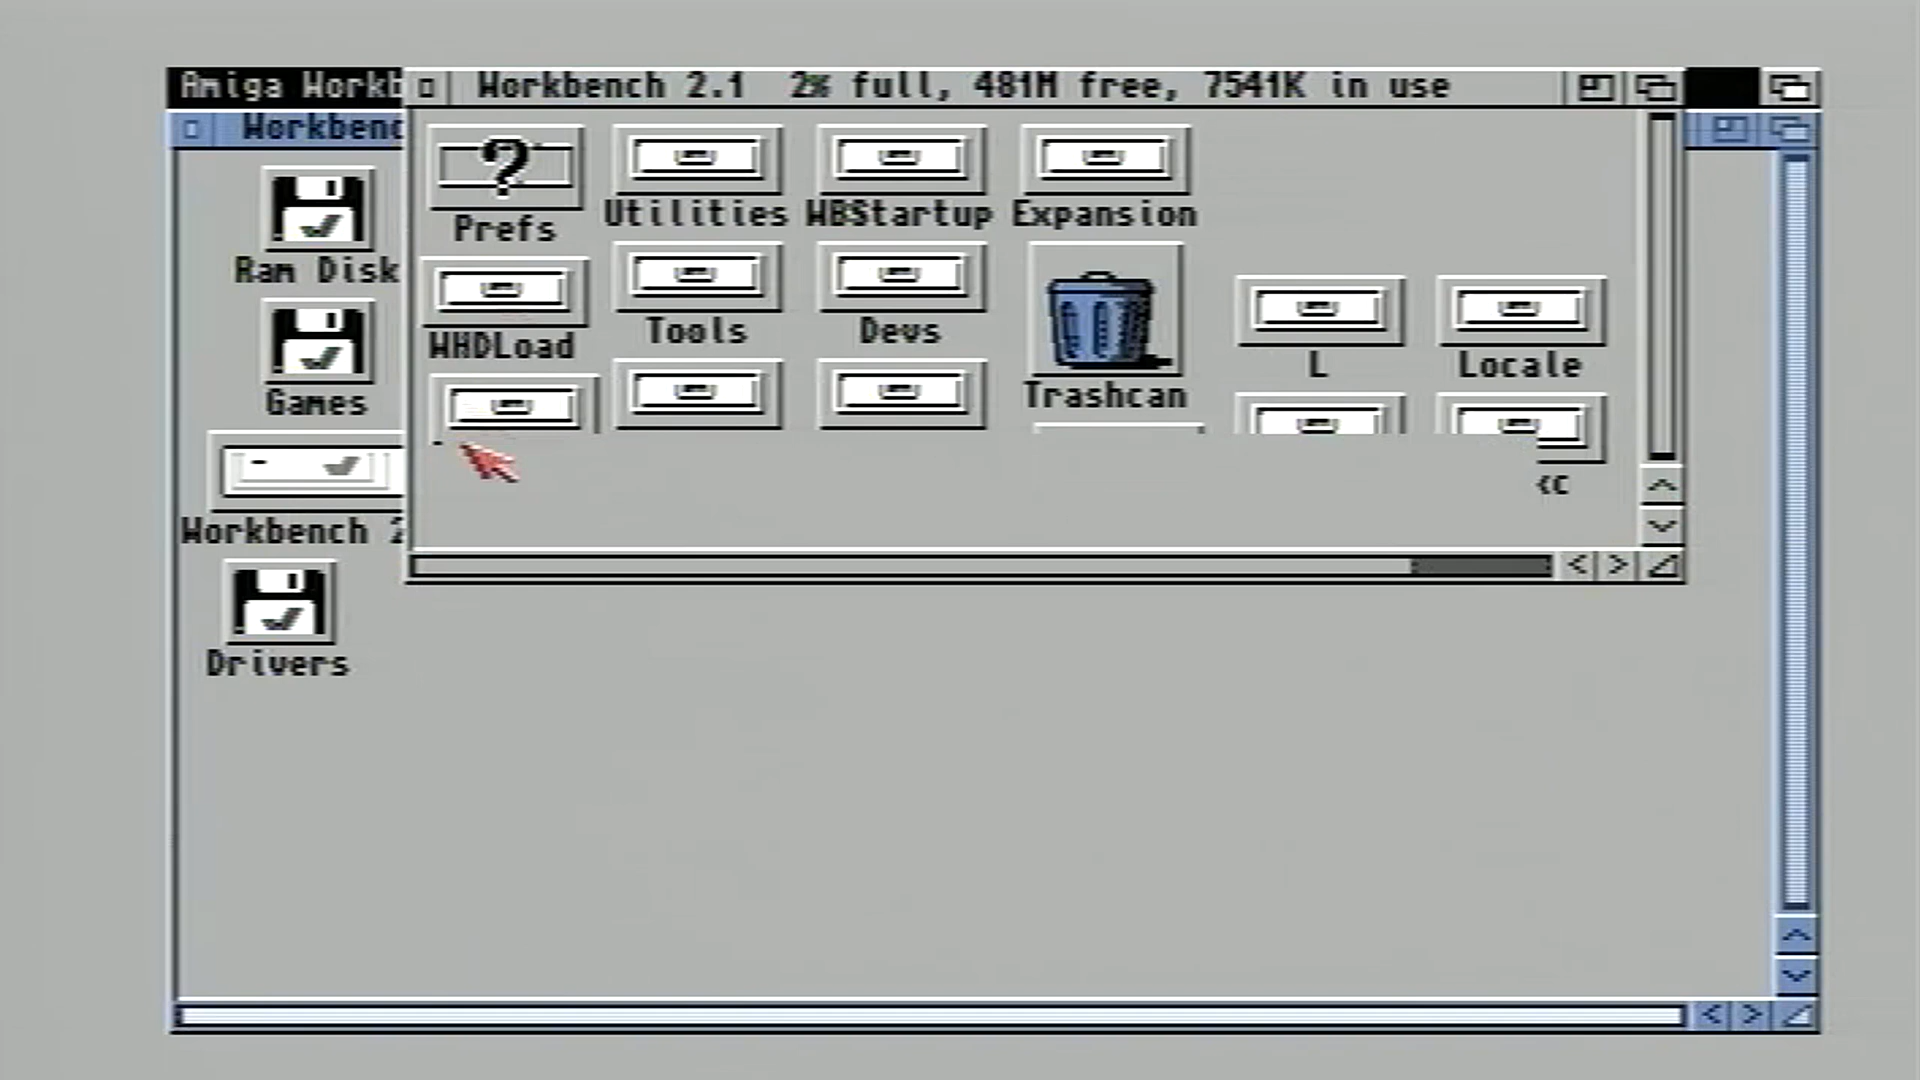 Amiga Workb
Workbench 2.1 2% full, 481M free, 7541K in use
Workbenc
Prefs
Utilities
WBStartup
Expansion
Ram Disk
WHDLoad
Tools
Devs
Trashcan
L
Locale
Games
Workbench 2
Drivers